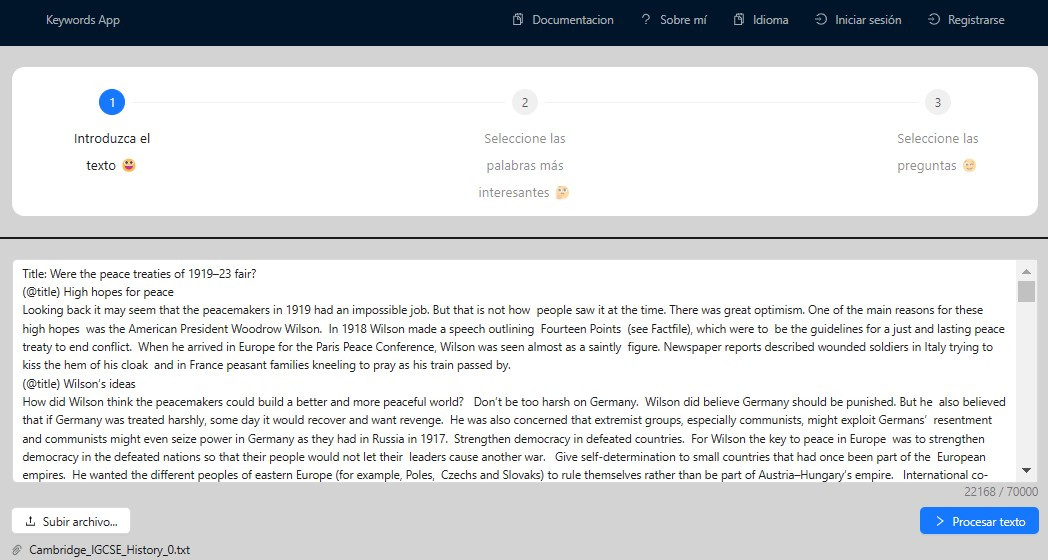 Keywords App
Documentacion
Sobre mí
Idioma
Iniciar sesión
Registrarse
1
Introduzca el
texto
2
Seleccione las
palabras más
interesantes
3
Seleccione las
preguntas
Title: Were the peace treaties of 1919–23 fair?
(@title) High hopes for peace
Looking back it may seem that the peacemakers in 1919 had an impossible job. But that is not how  people saw it at the time. There was great optimism. One of the main reasons for these
high hopes  was the American President Woodrow Wilson.  In 1918 Wilson made a speech outlining  Fourteen Points  (see Factfile), which were to  be the guidelines for a just and lasting peace
treaty to end conflict.  When he arrived in Europe for the Paris Peace Conference, Wilson was seen almost as a saintly  figure. Newspaper reports described wounded soldiers in Italy trying to
kiss the hem of his cloak  and in France peasant families kneeling to pray as his train passed by.
(@title) Wilson's ideas
How did Wilson think the peacemakers could build a better and more peaceful world?   Don't be too harsh on Germany.  Wilson did believe Germany should be punished. But he  also believed
that if Germany was treated harshly, some day it would recover and want revenge.  He was also concerned that extremist groups, especially communists, might exploit Germans'  resentment
and communists might even seize power in Germany as they had in Russia in 1917.  Strengthen democracy in defeated countries.  For Wilson the key to peace in Europe  was to strengthen
democracy in the defeated nations so that their people would not let their  leaders cause another war.   Give self-determination to small countries that had once been part of the  European
empires.  He wanted the different peoples of eastern Europe (for example, Poles,  Czechs and Slovaks) to rule themselves rather than be part of Austria–Hungary's empire.   International co-
22168 / 70000
Subir archivo...
Procesar texto
Cambridge_IGCSE_History_0.txt